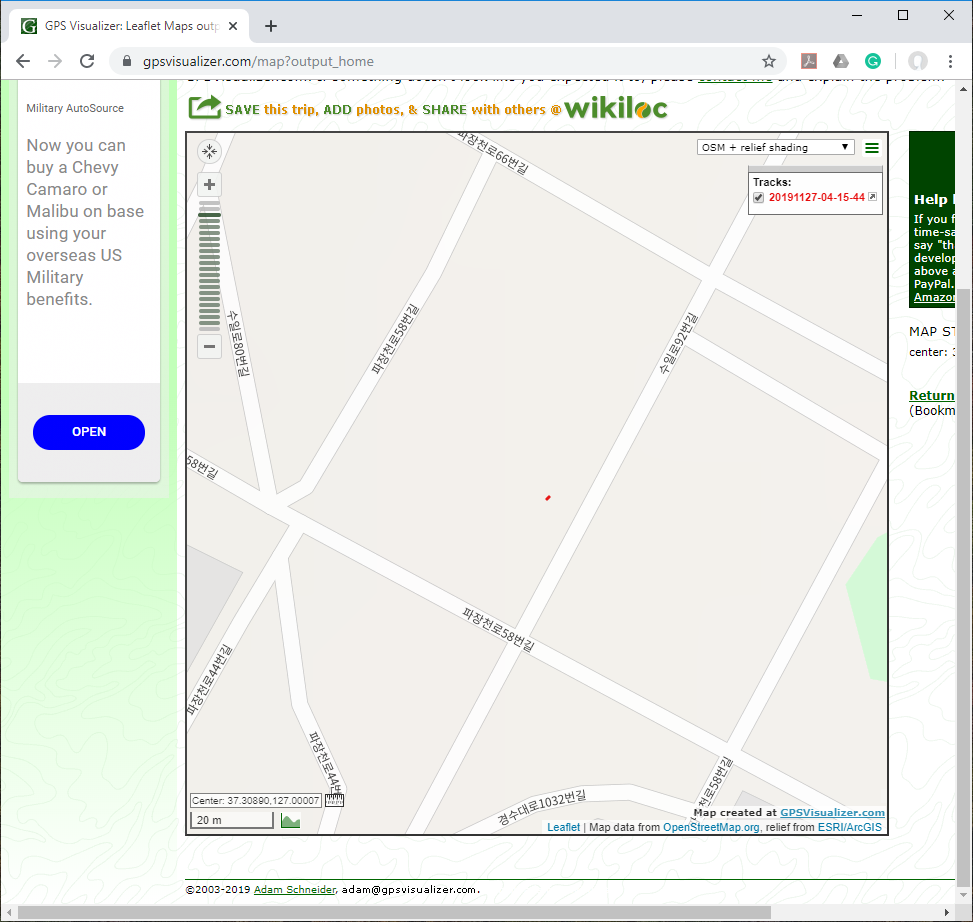 GPS Visualizer: Leaflet Maps outp
gpsvisualizer.com/map?output_home
contact me and explain the problem.
SAVE this trip, ADD photos, & SHARE with others @ wikiloc
Military AutoSource
Now you can
buy a Chevy
Camaro or
Malibu on base
using your
overseas US
Military
benefits.
OPEN
OSM + relief shading
Tracks:
20191127-04-15-44
파장천로66번길
수일로80번길
파장천로58번길
수일로92번길
58번길
파장천로58번길
파장천로44번길
파장천로44번
경수대로1032번길
천로58번길
Center: 37.30890,127.00007
20 m
Map created at GPSVisualizer.com
Leaflet | Map data from OpenStreetMap.org, relief from ESRI/ArcGIS
Help
If you f
time-sa
say "th
develop
above a
PayPal.
Amazon
MAP ST
center: 3
Return
(Bookm
©2003-2019 Adam Schneider, adam@gpsvisualizer.com.